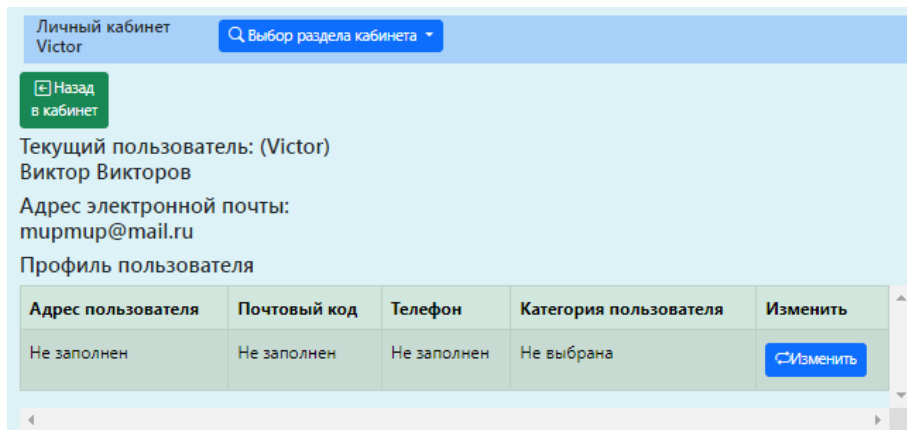 Личный кабинет
Victor
Выбор раздела кабинета
Назад
в кабинет
Текущий пользователь: (Victor)
Виктор Викторов
Адрес электронной почты:
mupmup@mail.ru
Профиль пользователя
Адрес пользователя Почтовый код Телефон Категория пользователя Изменить
Не заполнен Не заполнен Не заполнен Не выбрана Изменить